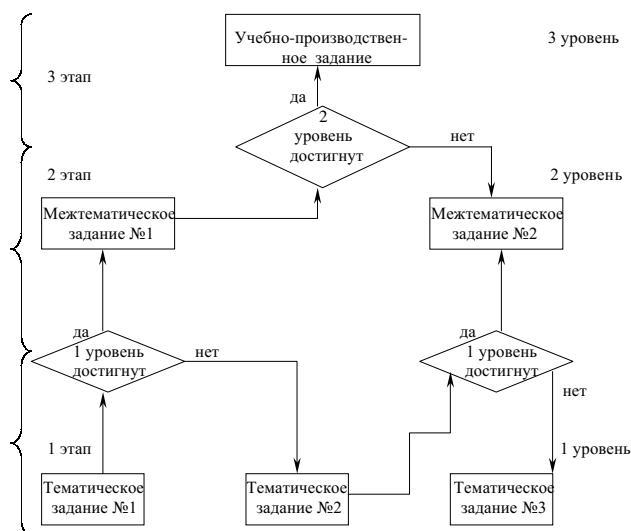 Учебно-производствен-
ное задание
3 уровень
3 этап
да
2
уровень
достигнут
нет
2 этап
2 уровень
Межтематическое
задание №1
Межтематическое
задание №2
да
1 уровень
достигнут
нет
да
1 уровень
достигнут
нет
1 этап
1 уровень
Тематическое
задание №1
Тематическое
задание №2
Тематическое
задание №3